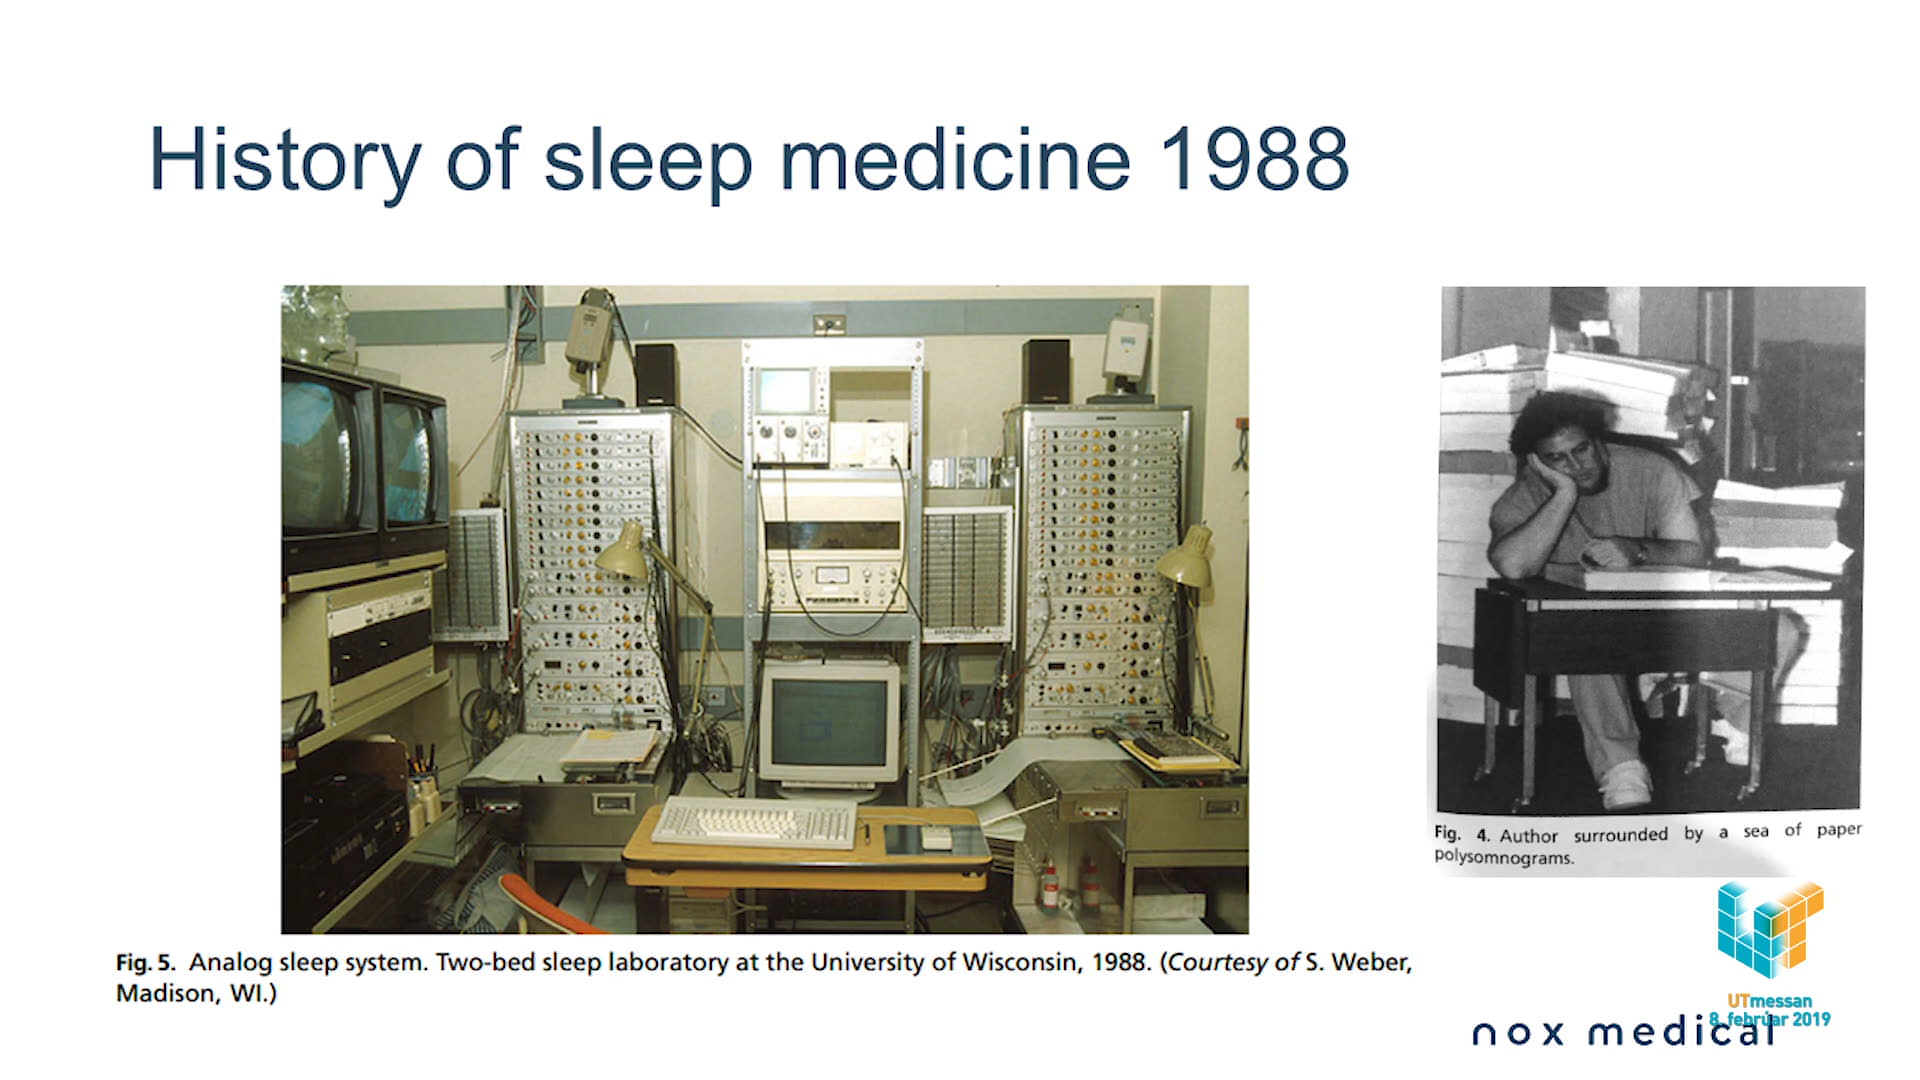 History of sleep medicine 1988
Fig. 4. Author surrounded by a sea of paper
polysomnograms.
Fig. 5. Analog sleep system. Two-bed sleep laboratory at the University of Wisconsin, 1988. (Courtesy of S. Weber,
Madison, WI.)
UTmessan
8. febrúar 2019
nox medical